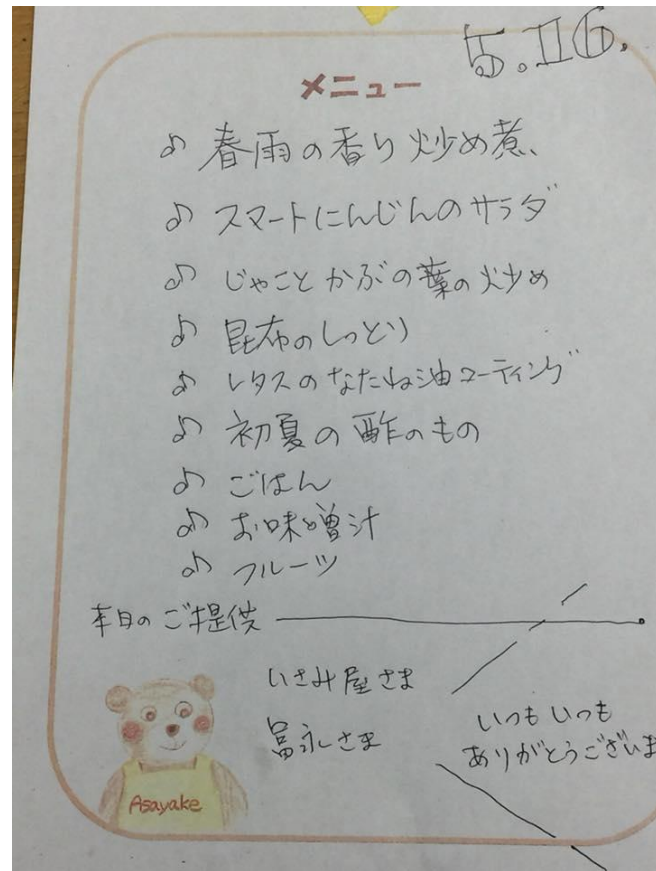 5.16.
メニュー
♪ 春雨の香り炒め煮
♪ スマートにんじんのサラダ
♪ じゃことかぶの葉の炒め
♪ 昆布のしっとり
♪ レタスのなたね油コーティング
♪ 初夏の酢のもの
♪ ごはん
♪ お味噌汁
♪ フルーツ
本日のご提供
いさみ屋さま
冨永さま
いつもいつも
ありがとうございま
Asayake